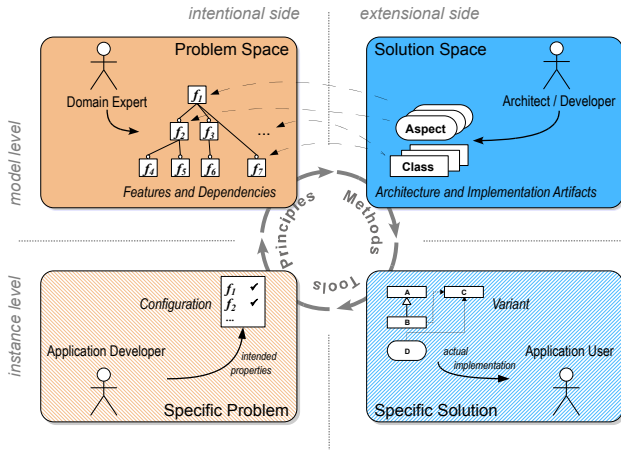 intentional side
extensional side
model level
Problem Space
Domain Expert
f1
f2
f3
...
f4
f5
f6
f7
Features and Dependencies
Solution Space
Architect / Developer
Aspect
Class
Architecture and Implementation Artifacts
Principles
Methods
Tools
instance level
Configuration
f1 ✔
f2 ✔
...
Application Developer
intended
properties
Specific Problem
A
C
B
D
Variant
actual
implementation
Application User
Specific Solution